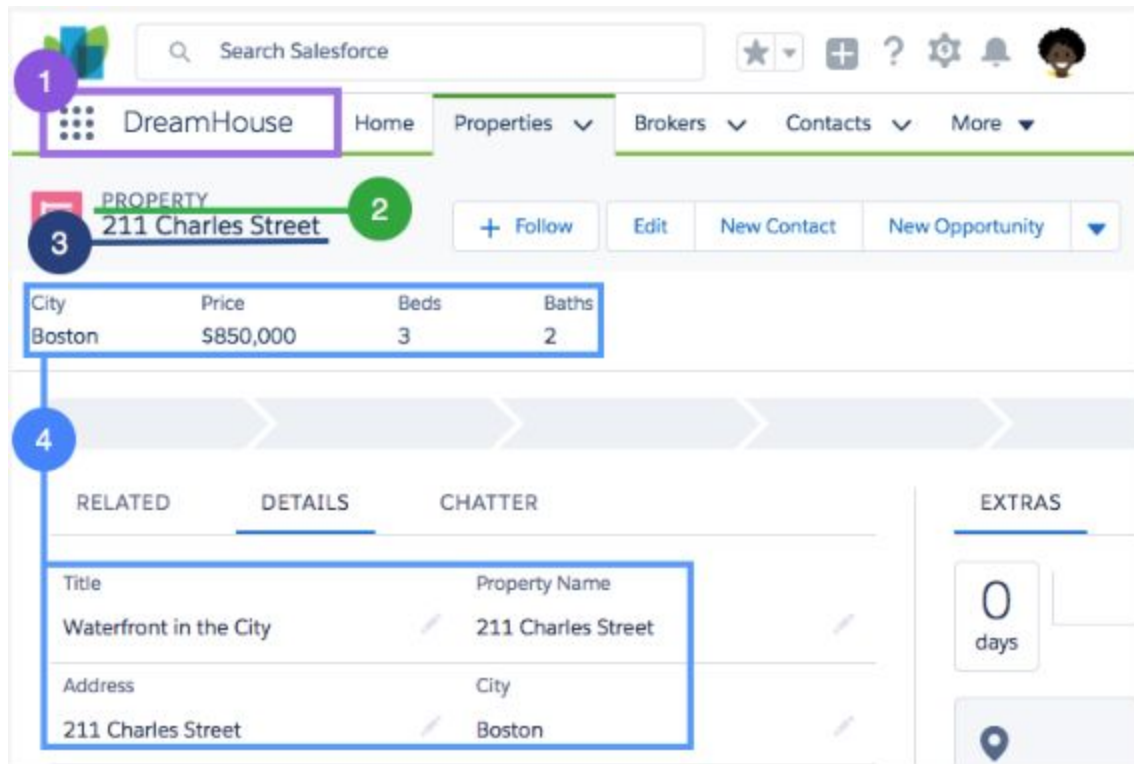 Search Salesforce
?
1
DreamHouse Home Properties Brokers Contacts More
PROPERTY
2
3
211 Charles Street
+ Follow Edit New Contact New Opportunity
City Price Beds Baths
Boston $850,000 3 2
4
RELATED DETAILS CHATTER EXTRAS
Title Property Name
Waterfront in the City 211 Charles Street
0
days
Address City
211 Charles Street Boston